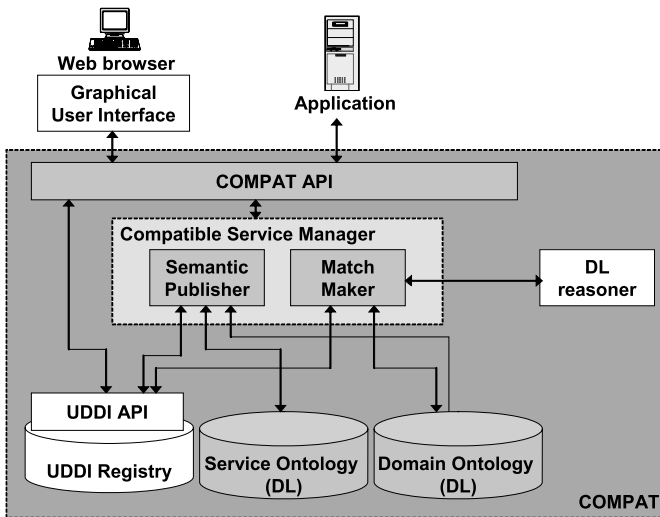 Web browser
Graphical
User Interface
Application
COMPAT API
Compatible Service Manager
Semantic
Publisher
Match
Maker
DL
reasoner
UDDI API
UDDI Registry
Service Ontology
(DL)
Domain Ontology
(DL)
COMPAT